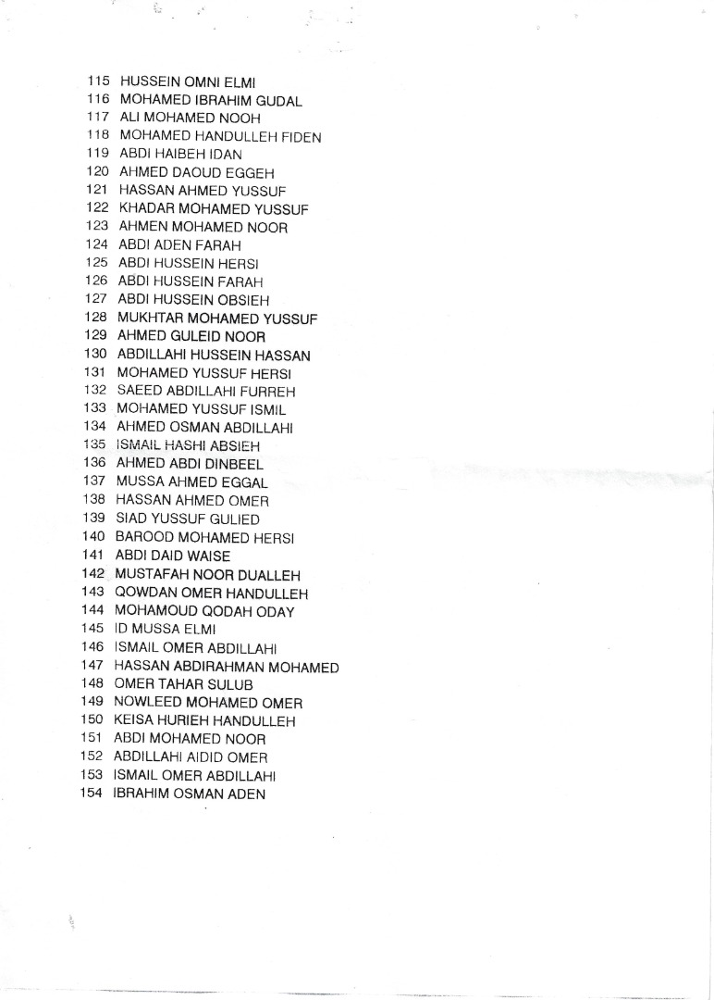 115 HUSSEIN OMNI ELMI
116 MOHAMED IBRAHIM GUDAL
117 ALI MOHAMED NOOH
118 MOHAMED HANDULLEH FIDEN
119 ABDI HAIBEH IDAN
120 AHMED DAOUD EGGEH
121 HASSAN AHMED YUSSUF
122 KHADAR MOHAMED YUSSUF
123 AHMEN MOHAMED NOOR
124 ABDI ADEN FARAH
125 ABDI HUSSEIN HERSI
126 ABDI HUSSEIN FARAH
127 ABDI HUSSEIN OBSIEH
128 MUKHTAR MOHAMED YUSSUF
129 AHMED GULEID NOOR
130 ABDILLAHI HUSSEIN HASSAN
131 MOHAMED YUSSUF HERSI
132 SAEED ABDILLAHI FURREH
133 MOHAMED YUSSUF ISMIL
134 AHMED OSMAN ABDILLAHI
135 ISMAIL HASHI ABSIEH
136 AHMED ABDI DINBEEL
137 MUSSA AHMED EGGAL
138 HASSAN AHMED OMER
139 SIAD YUSSUF GULIED
140 BAROOD MOHAMED HERSI
141 ABDI DAID WAISE
142 MUSTAFAH NOOR DUALLEH
143 QOWDAN OMER HANDULLEH
144 MOHAMOUD QODAH ODAY
145 ID MUSSA ELMI
146 ISMAIL OMER ABDILLAHI
147 HASSAN ABDIRAHMAN MOHAMED
148 OMER TAHAR SULUB
149 NOWLEED MOHAMED OMER
150 KEISA HURIEH HANDULLEH
151 ABDI MOHAMED NOOR
152 ABDILLAHI AIDID OMER
153 ISMAIL OMER ABDILLAHI
154 IBRAHIM OSMAN ADEN